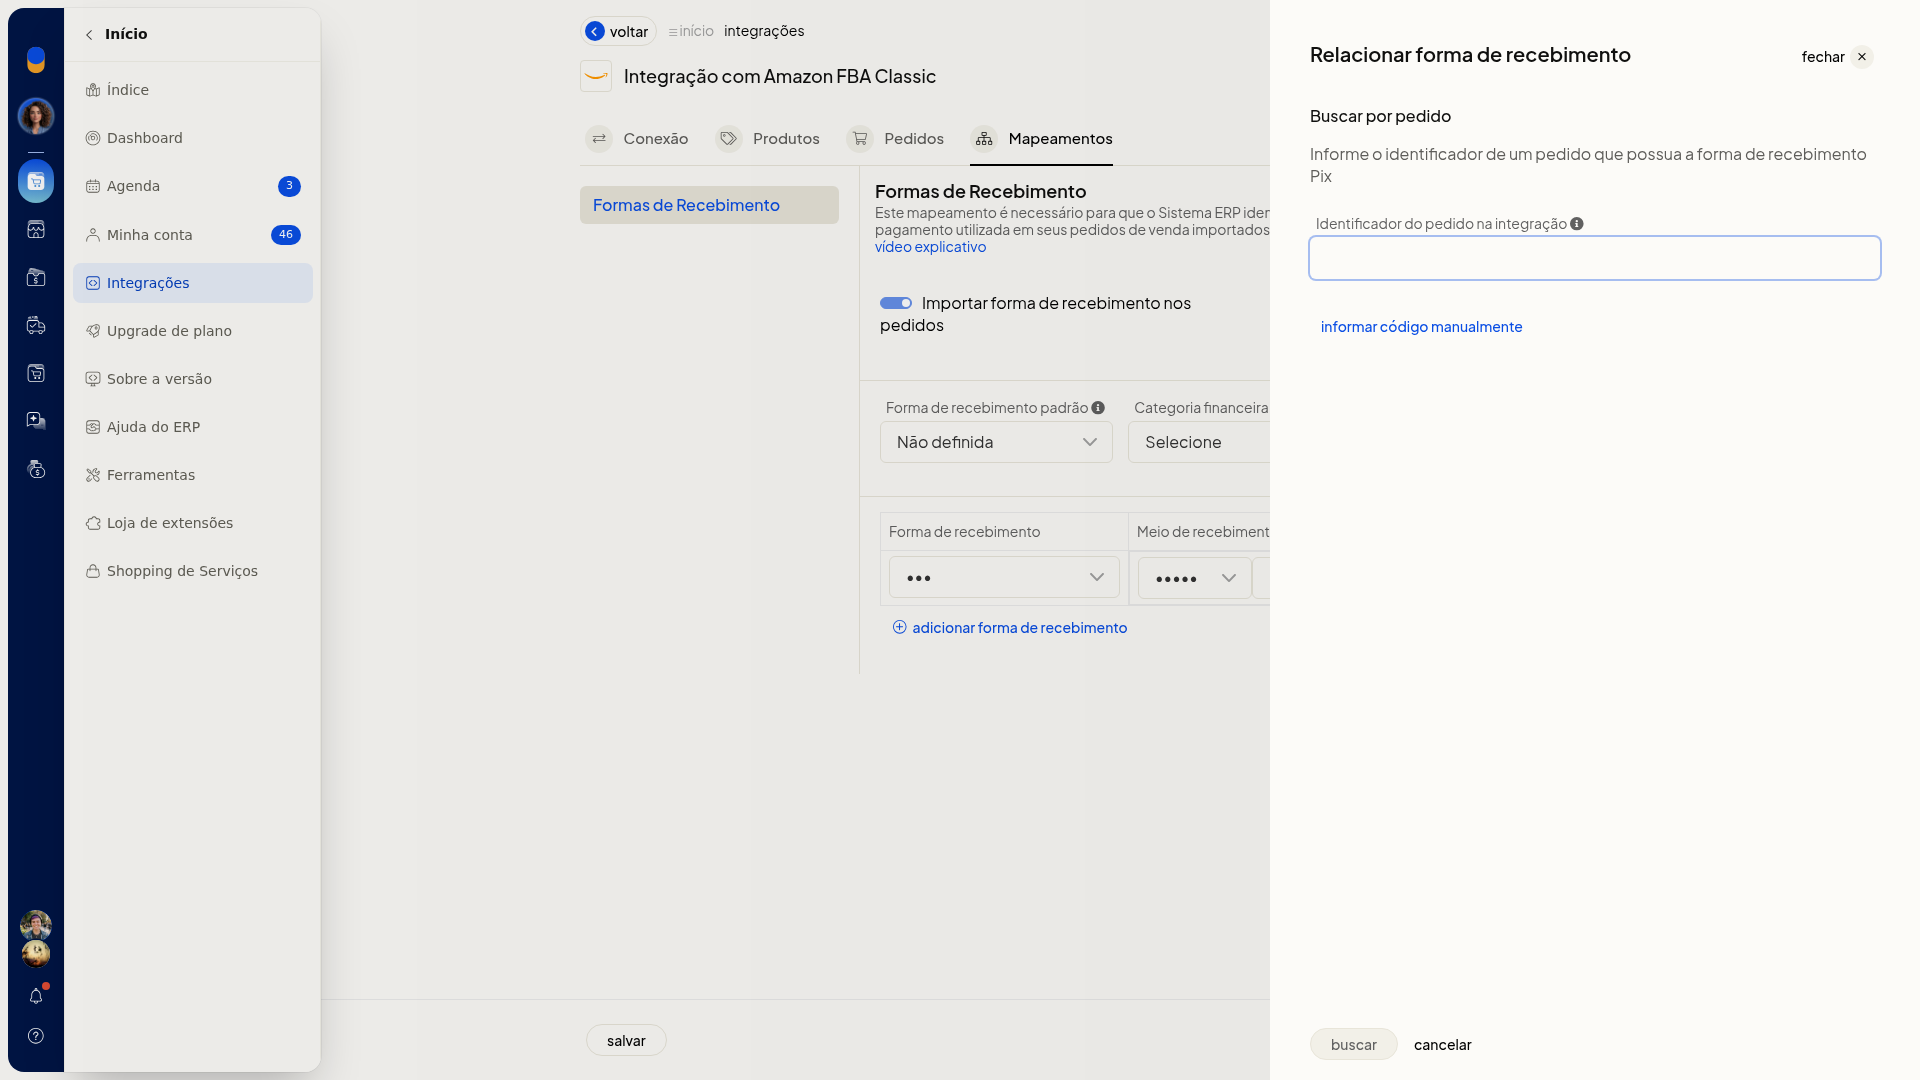 Início
Índice
Dashboard
Agenda
3
Minha conta
46
Integrações
Upgrade de plano
Sobre a versão
Ajuda do ERP
Ferramentas
Loja de extensões
Shopping de Serviços
voltar
início integrações
Integração com Amazon FBA Classic
Conexão Produtos Pedidos Mapeamentos
Formas de Recebimento
Formas de Recebimento
Este mapeamento é necessário para que o Sistema ERP iden
pagamento utilizada em seus pedidos de venda importados
vídeo explicativo
Importar forma de recebimento nos
pedidos
Forma de recebimento padrão
Categoria financeira
Não definida
Selecione
Forma de recebimento
Meio de recebiment
•••
•••••
adicionar forma de recebimento
salvar
Relacionar forma de recebimento
fechar
Buscar por pedido
Informe o identificador de um pedido que possua a forma de recebimento
Pix
Identificador do pedido na integração
informar código manualmente
buscar
cancelar